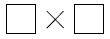 □ × □